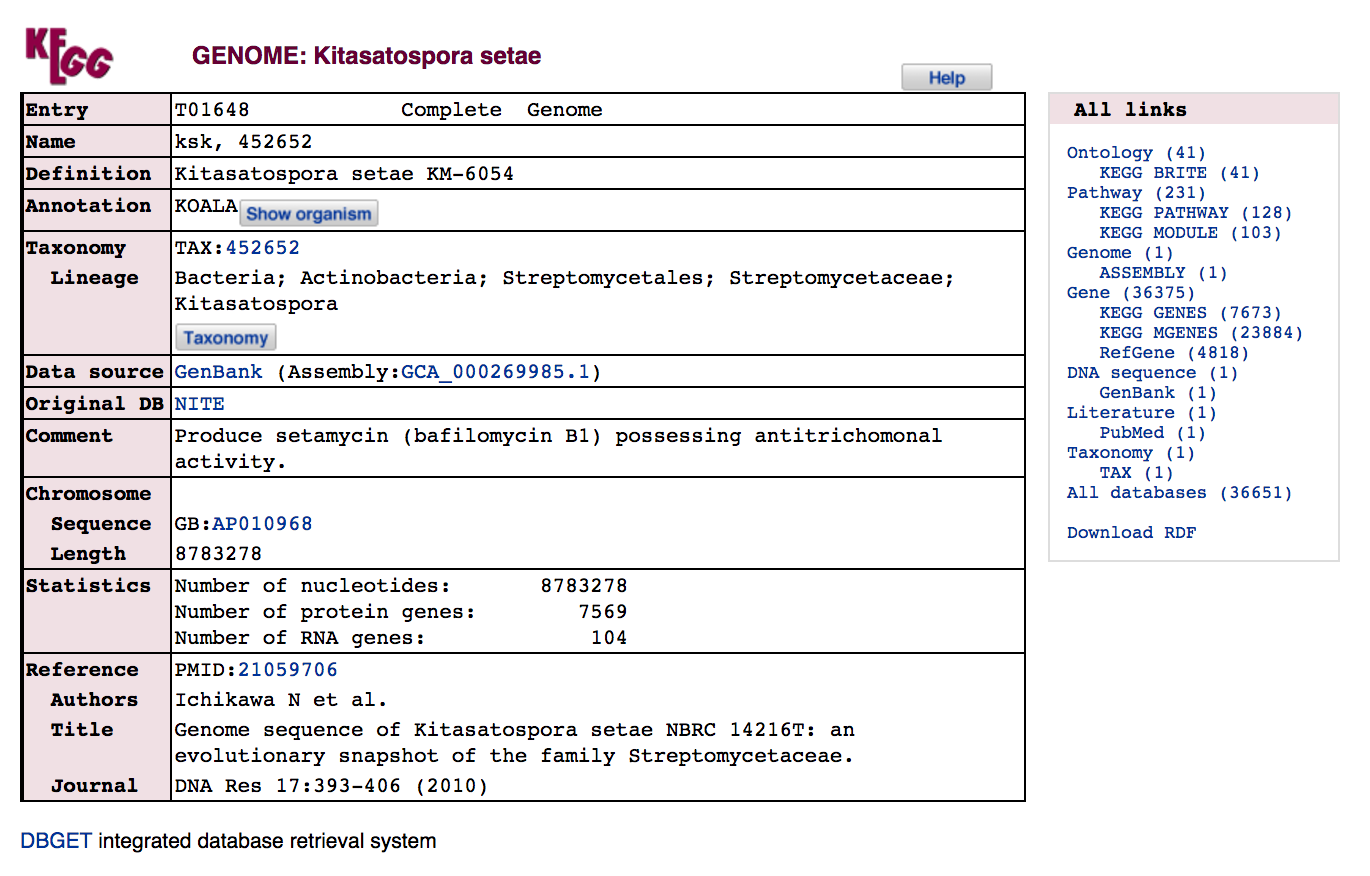 KEGG
GENOME: Kitasatospora setae
Help
Entry T01648 Complete Genome
Name ksk, 452652
Definition Kitasatospora setae KM-6054
Annotation KOALA Show organism
Taxonomy TAX:452652
Lineage Bacteria; Actinobacteria; Streptomycetales; Streptomycetaceae;
Kitasatospora
Taxonomy
Data source GenBank (Assembly:GCA_000269985.1)
Original DB NITE
Comment Produce setamycin (bafilomycin B1) possessing antitrichomonal
activity.
Chromosome
Sequence GB:AP010968
Length 8783278
Statistics Number of nucleotides: 8783278
Number of protein genes: 7569
Number of RNA genes: 104
Reference PMID:21059706
Authors Ichikawa N et al.
Title Genome sequence of Kitasatospora setae NBRC 14216T: an
evolutionary snapshot of the family Streptomycetaceae.
Journal DNA Res 17:393-406 (2010)
All links
Ontology (41)
KEGG BRITE (41)
Pathway (231)
KEGG PATHWAY (128)
KEGG MODULE (103)
Genome (1)
ASSEMBLY (1)
Gene (36375)
KEGG GENES (7673)
KEGG MGENES (23884)
RefGene (4818)
DNA sequence (1)
GenBank (1)
Literature (1)
PubMed (1)
Taxonomy (1)
TAX (1)
All databases (36651)
Download RDF
DBGET integrated database retrieval system